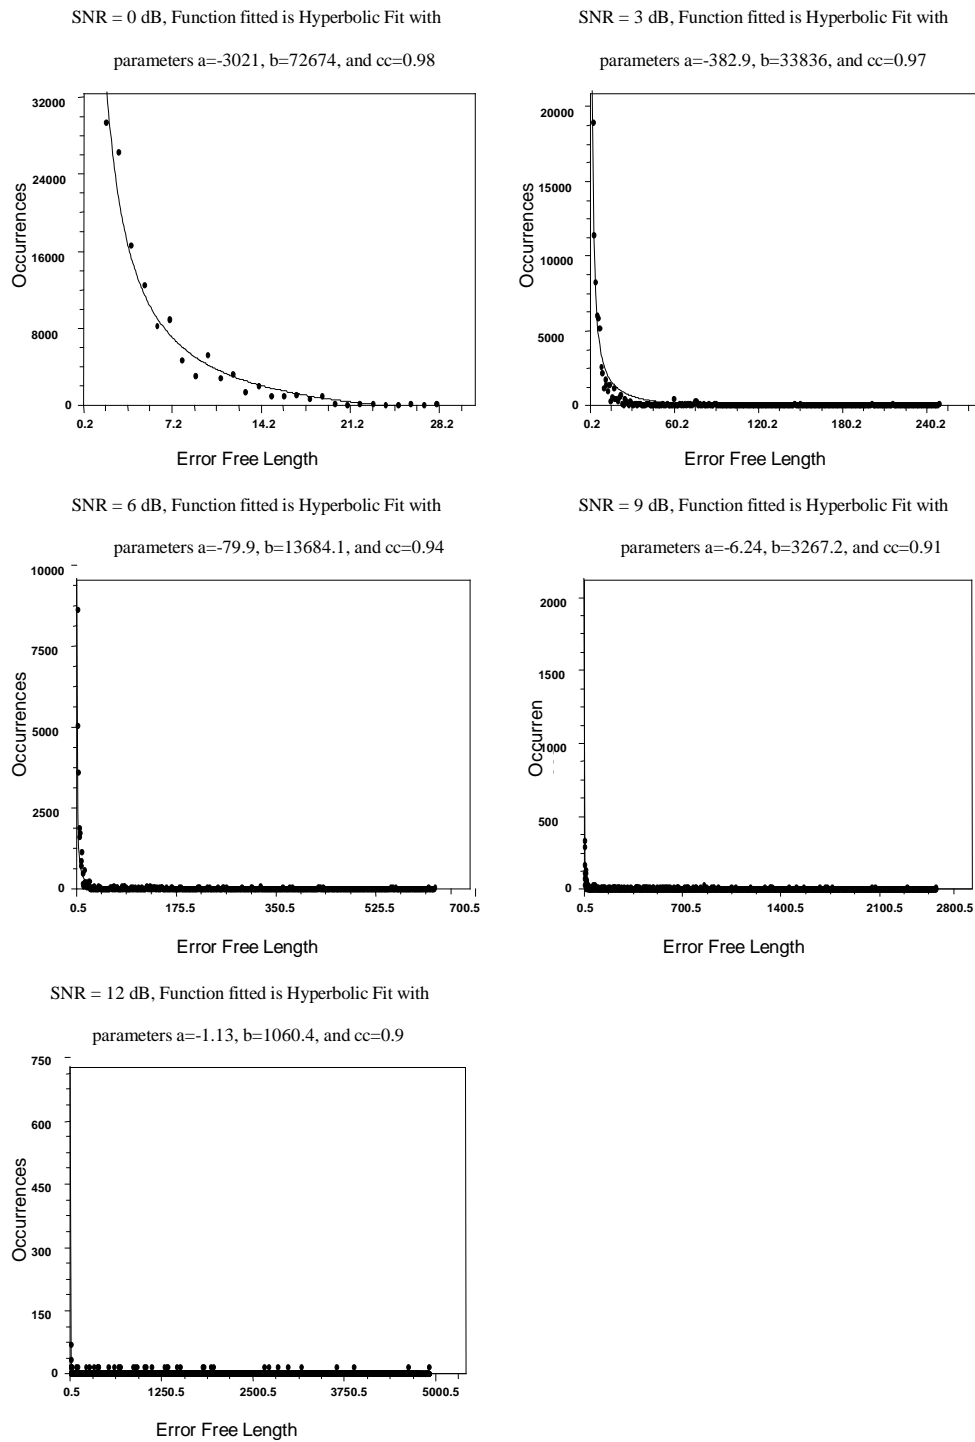 SNR = 0 dB, Function fitted is Hyperbolic Fit with
parameters a=-3021, b=72674, and cc=0.98
32000
24000
16000
8000
0
Occurrences
0.2 7.2 14.2 21.2 28.2
Error Free Length
SNR = 3 dB, Function fitted is Hyperbolic Fit with
parameters a=-382.9, b=33836, and cc=0.97
20000
15000
10000
5000
0
Occurrences
0.2 60.2 120.2 180.2 240.2
Error Free Length
SNR = 6 dB, Function fitted is Hyperbolic Fit with
parameters a=-79.9, b=13684.1, and cc=0.94
10000
7500
5000
2500
0
Occurrences
0.5 175.5 350.5 525.5 700.5
Error Free Length
SNR = 9 dB, Function fitted is Hyperbolic Fit with
parameters a=-6.24, b=3267.2, and cc=0.91
2000
1500
1000
500
0
Occurren
0.5 700.5 1400.5 2100.5 2800.5
Error Free Length
SNR = 12 dB, Function fitted is Hyperbolic Fit with
parameters a=-1.13, b=1060.4, and cc=0.9
750
600
450
300
150
0
Occurrences
0.5 1250.5 2500.5 3750.5 5000.5
Error Free Length